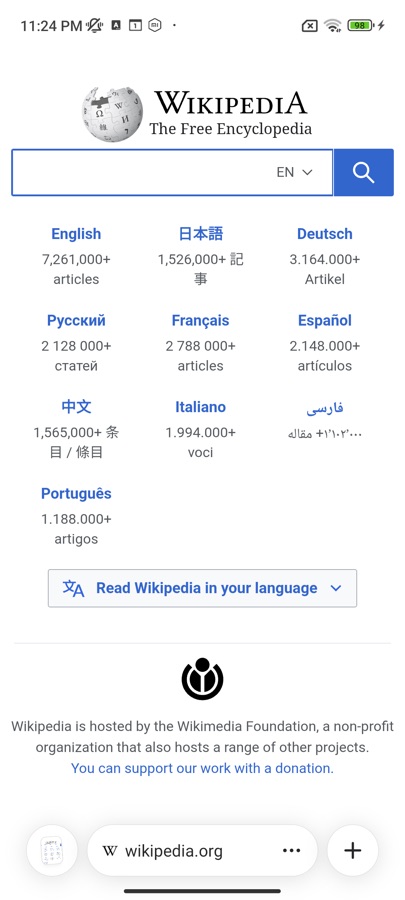 11:24 PM
98
WIKIPEDIA
The Free Encyclopedia
EN
English
7,261,000+
articles
日本語
1,526,000+ 記
事
Deutsch
3.164.000+
Artikel
Русский
2 128 000+
статей
Français
2 788 000+
articles
Español
2.148.000+
artículos
中文
1,565,000+ 条
目 / 條目
Italiano
1.994.000+
voci
فارسی
۱٬۱۰۲٬۰۰۰+ مقاله
Português
1.188.000+
artigos
Read Wikipedia in your language
Wikipedia is hosted by the Wikimedia Foundation, a non-profit
organization that also hosts a range of other projects.
You can support our work with a donation.
W wikipedia.org